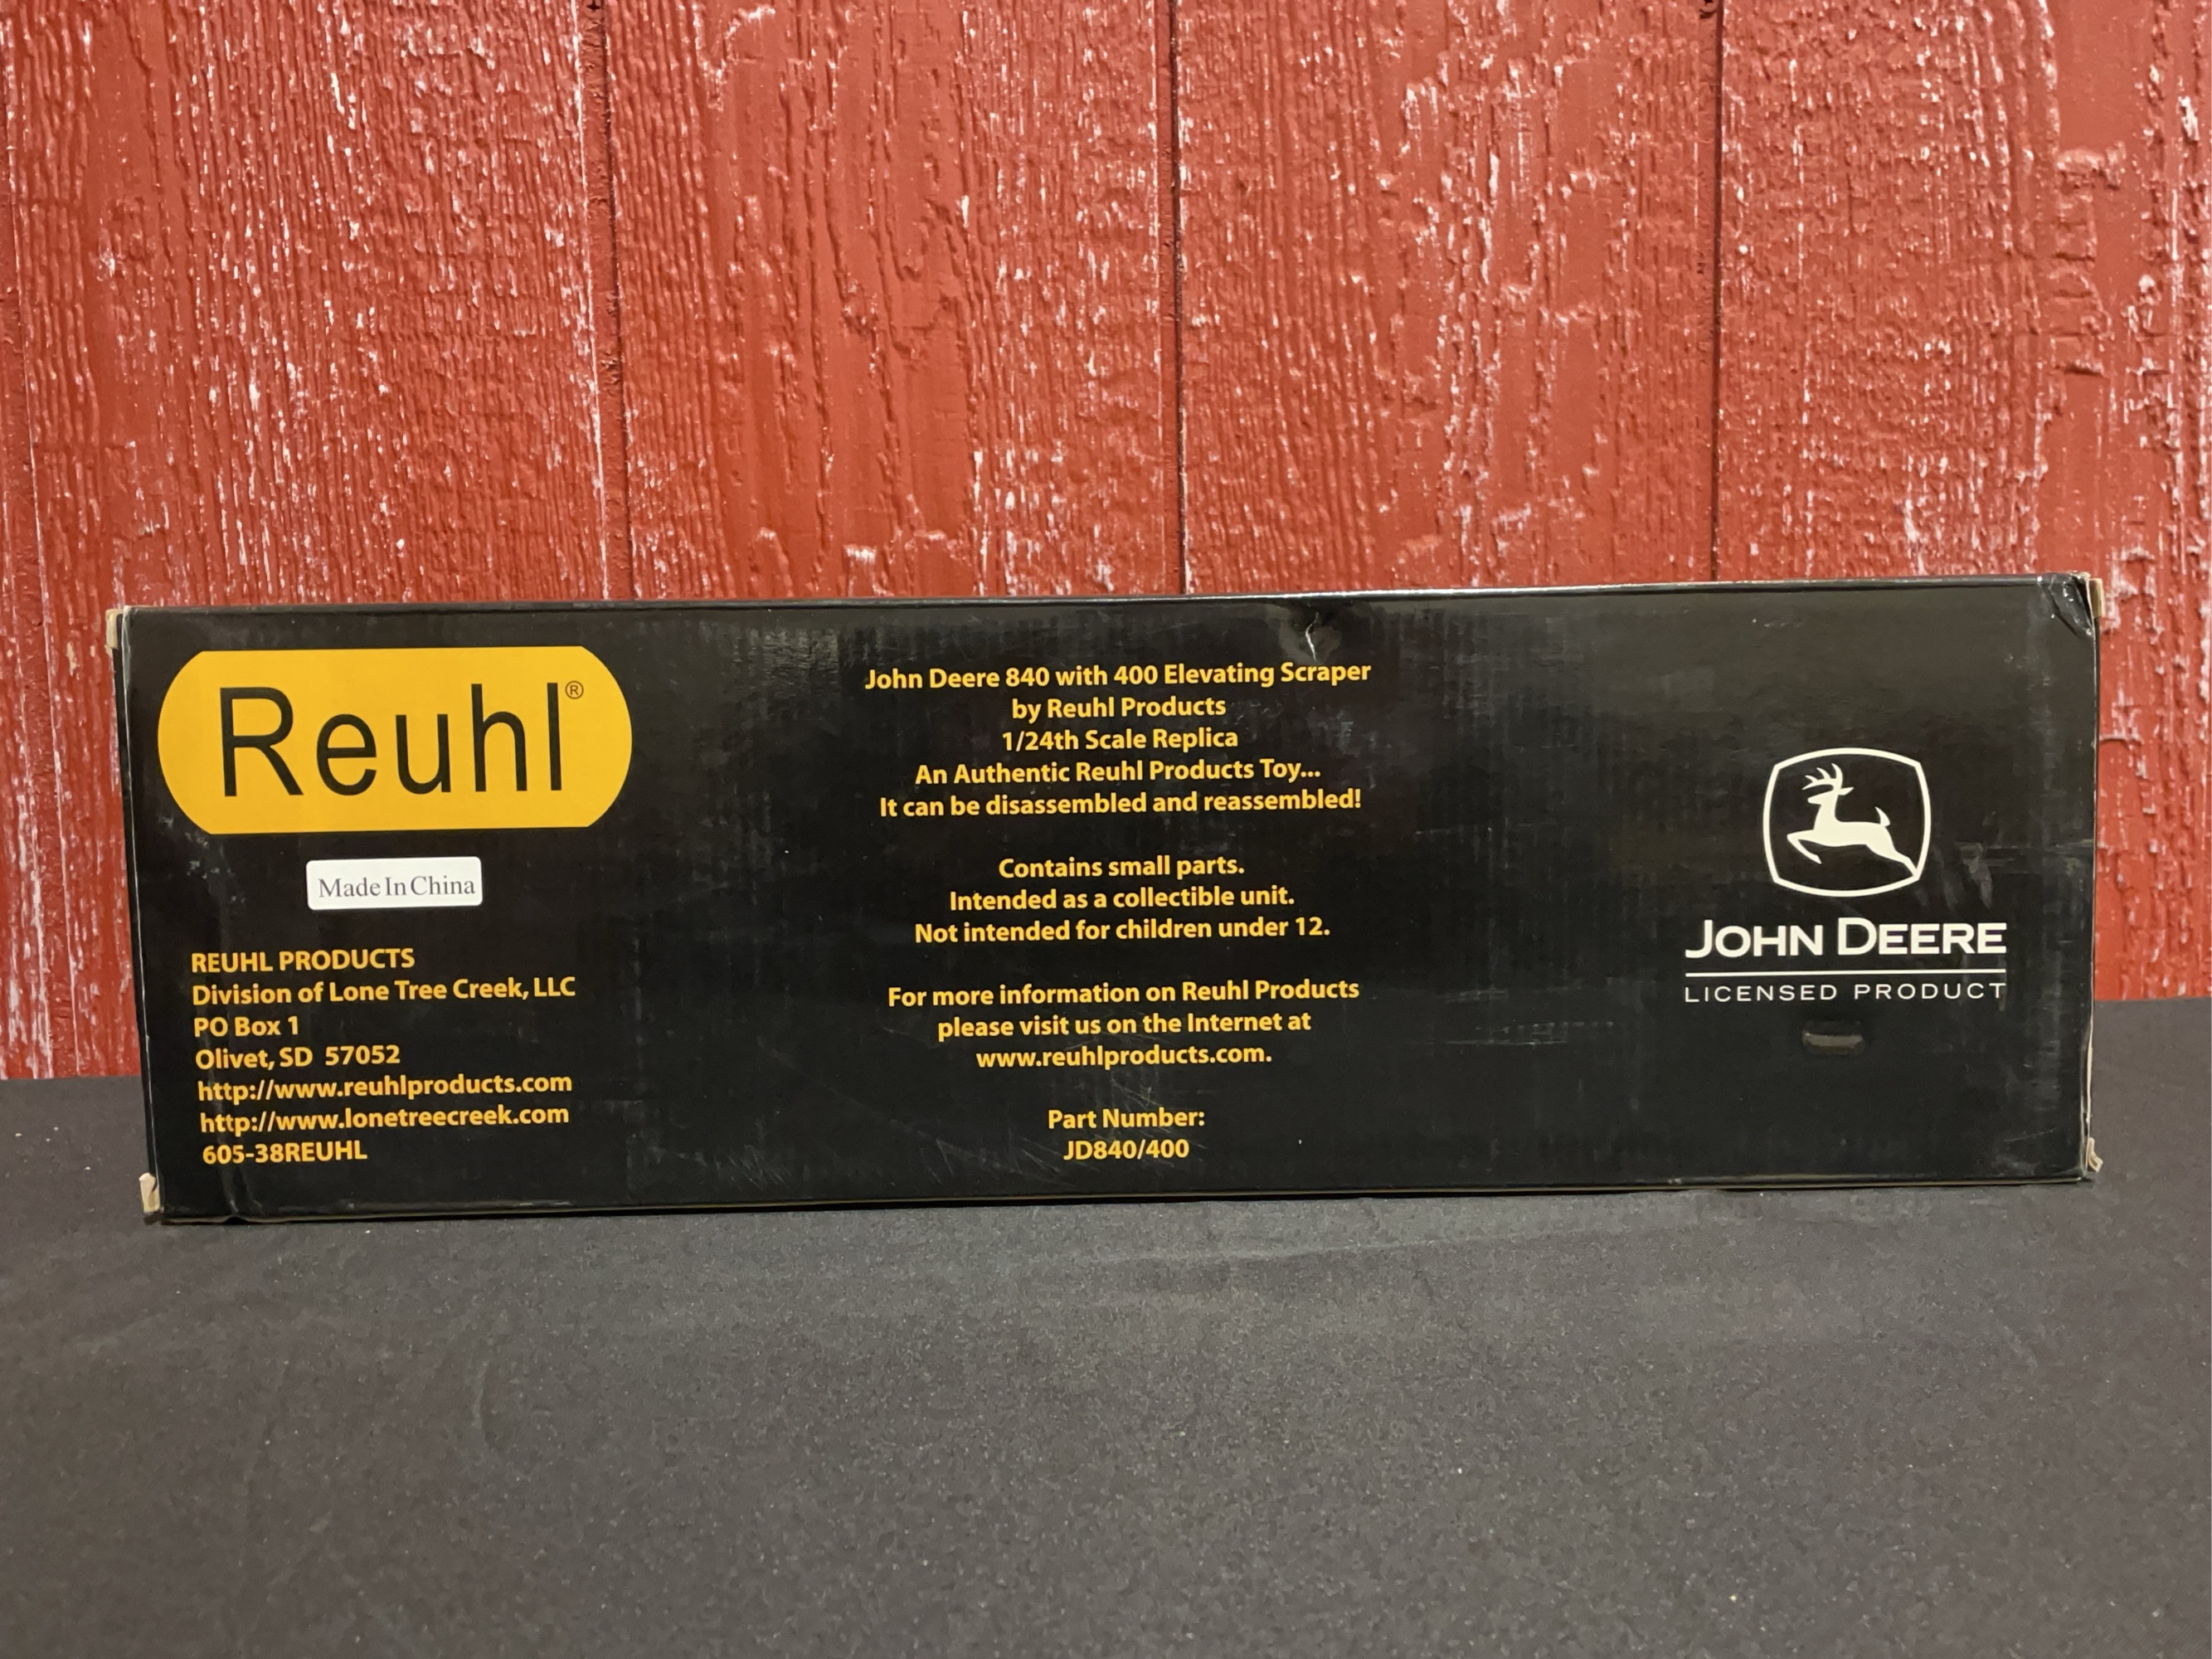 Reuhl®
Made In China
REUHL PRODUCTS
Division of Lone Tree Creek, LLC
PO Box 1
Olivet, SD 57052
http://www.reuhlproducts.com
http://www.lonetreecreek.com
605-38REUHL
John Deere 840 with 400 Elevating Scraper
by Reuhl Products
1/24th Scale Replica
An Authentic Reuhl Products Toy...
It can be disassembled and reassembled!
Contains small parts.
Intended as a collectible unit.
Not intended for children under 12.
For more information on Reuhl Products
please visit us on the Internet at
www.reuhlproducts.com.
Part Number:
JD840/400
JOHN DEERE
LICENSED PRODUCT